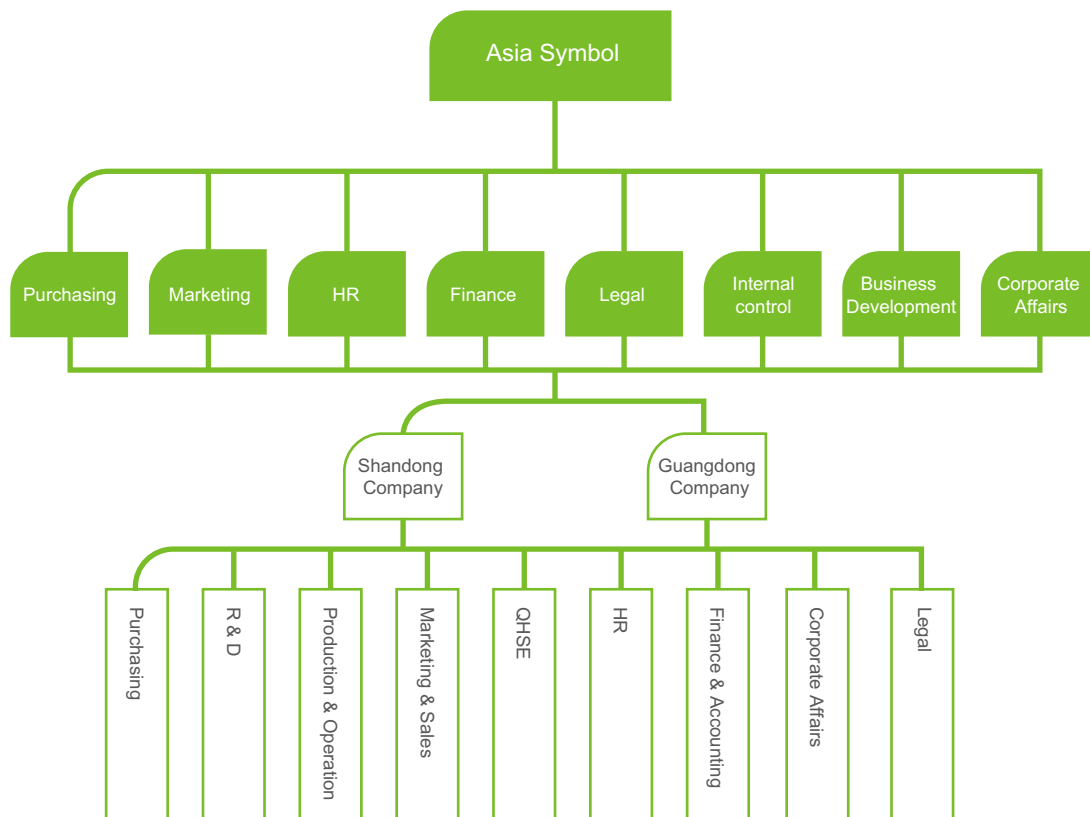 Asia Symbol
Purchasing
Marketing
HR
Finance
Legal
Internal
control
Business
Development
Corporate
Affairs
Shandong
Company
Guangdong
Company
Purchasing
R & D
Production & Operation
Marketing & Sales
QHSE
HR
Finance & Accounting
Corporate Affairs
Legal